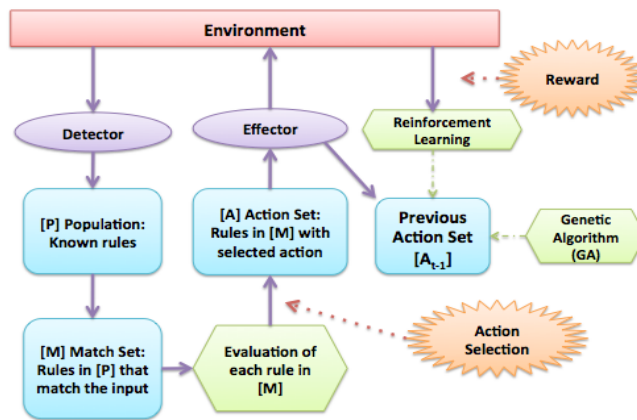 Environment
Reward
Detector
Effector
Reinforcement
Learning
[P] Population:
Known rules
[A] Action Set:
Rules in [M] with
selected action
Previous
Action Set
[At-1]
Genetic
Algorithm
(GA)
[M] Match Set:
Rules in [P] that
match the input
Evaluation of
each rule in
[M]
Action
Selection